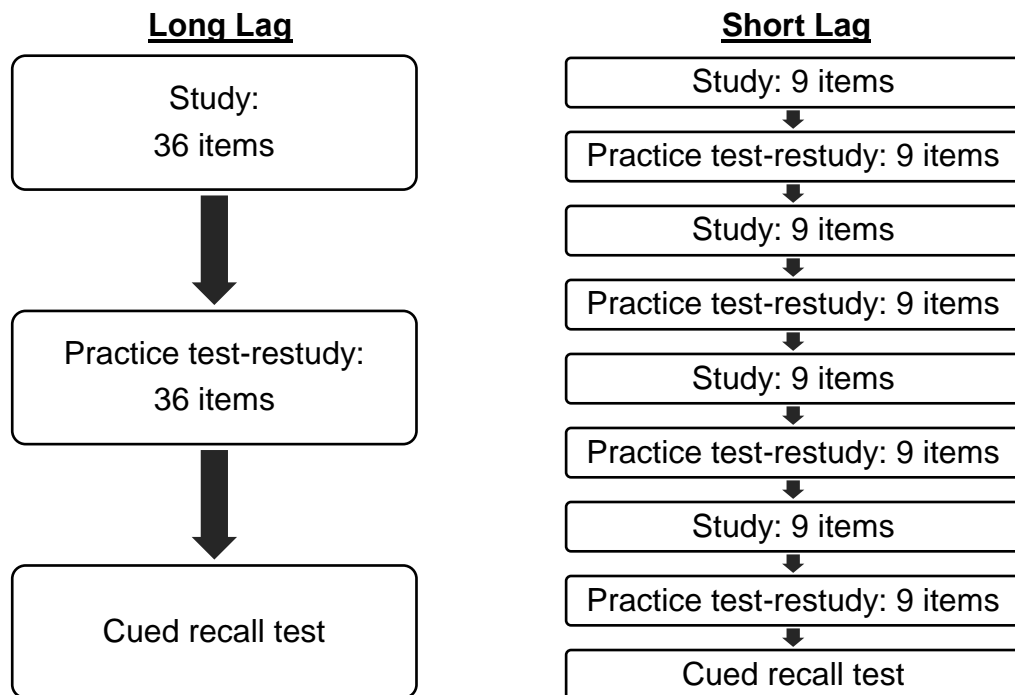 Long Lag
Study:
36 items
Practice test-restudy:
36 items
Cued recall test
Short Lag
Study: 9 items
Practice test-restudy: 9 items
Study: 9 items
Practice test-restudy: 9 items
Study: 9 items
Practice test-restudy: 9 items
Study: 9 items
Practice test-restudy: 9 items
Cued recall test